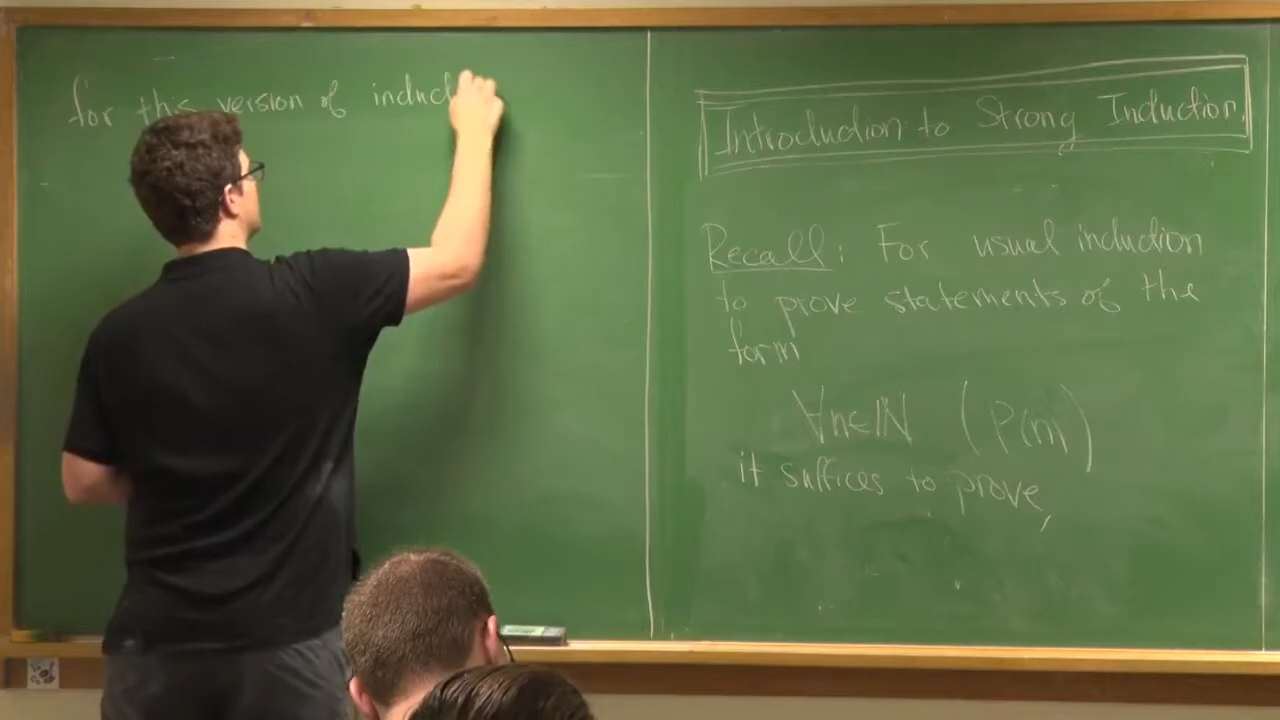 for this version of induct
Introduction to Strong Induction
Recall: For usual induction
to prove statements of the
form
∀n∈ℕ (P(n))
it suffices to prove,